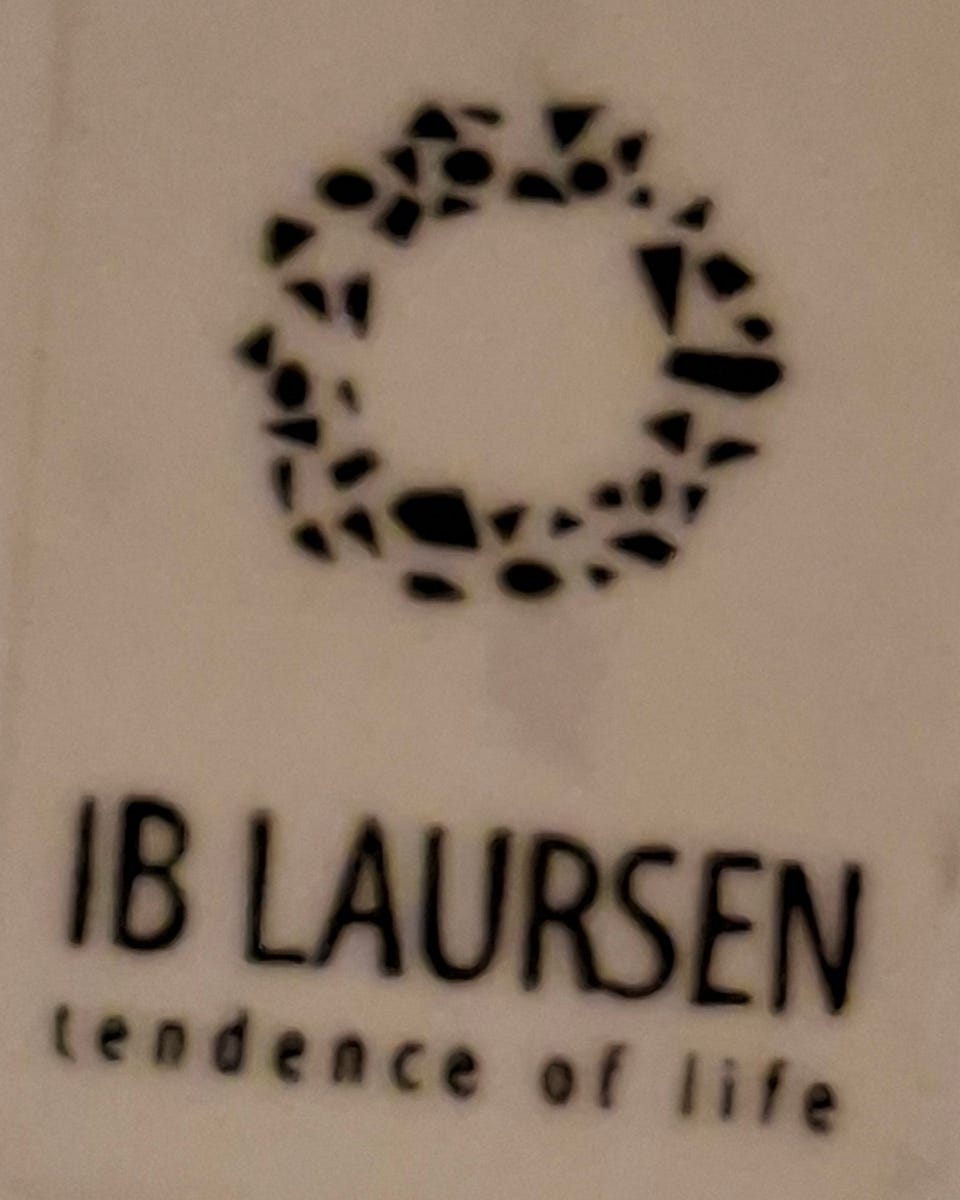 IB LAURSEN
tendence of life